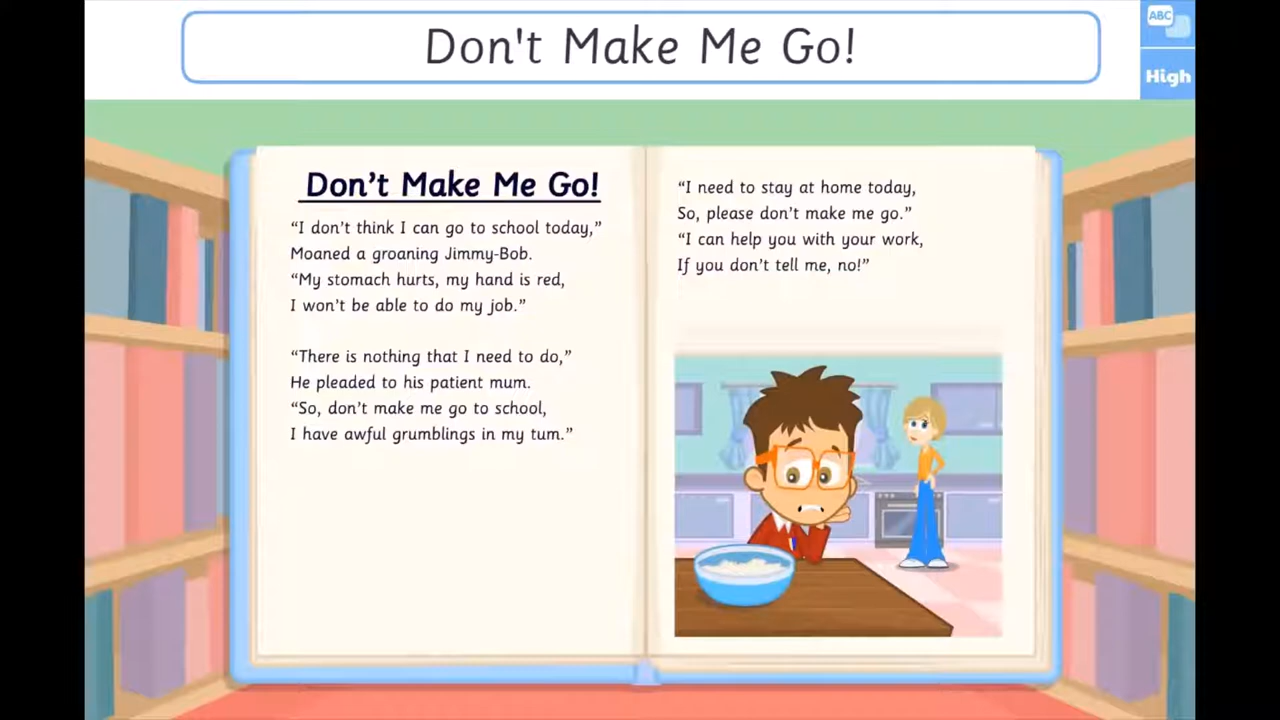 Don't Make Me Go!
ABC
High
Don't Make Me Go!
“I don't think I can go to school today,”
Moaned a groaning Jimmy-Bob.
“My stomach hurts, my hand is red,
I won't be able to do my job.”
“There is nothing that I need to do,”
He pleaded to his patient mum.
“So, don't make me go to school,
I have awful grumblings in my tum.”
“I need to stay at home today,
So, please don't make me go.”
“I can help you with your work,
If you don't tell me, no!”